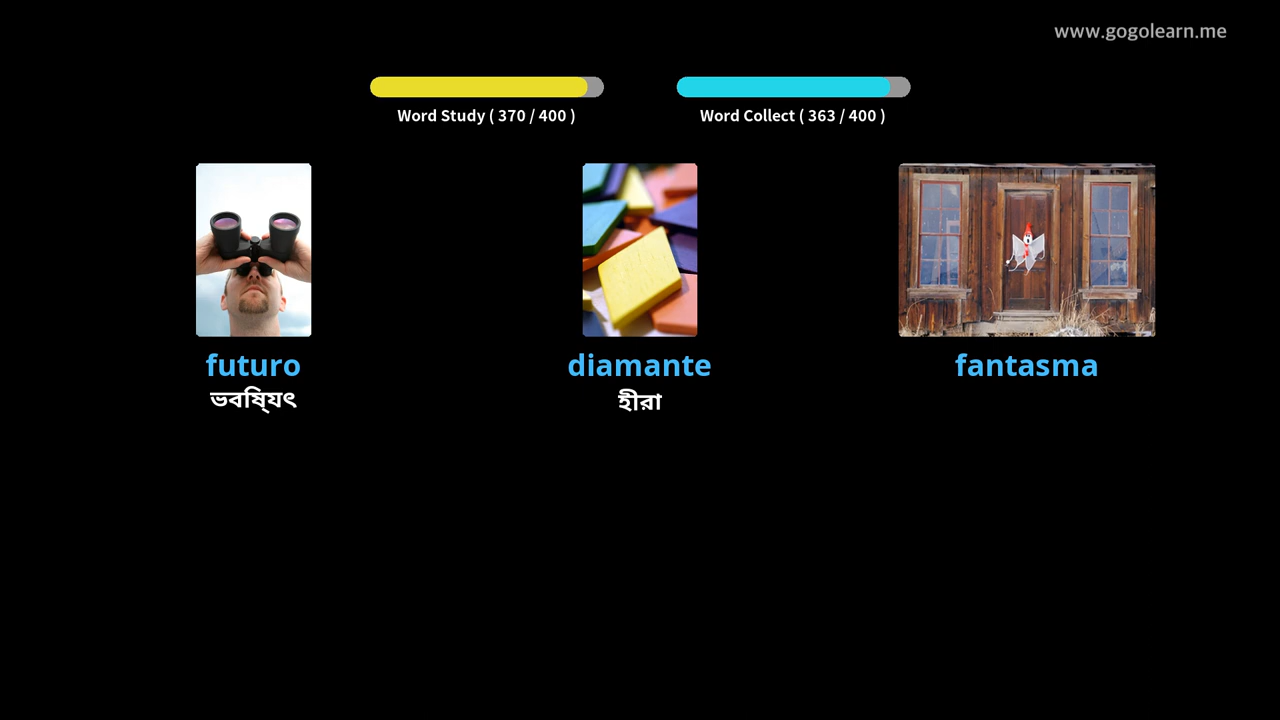 www.gogolearn.me
Word Study ( 370 / 400 )
Word Collect ( 363 / 400 )
futuro
diamante
fantasma
ভবিষ্যৎ
হীরা